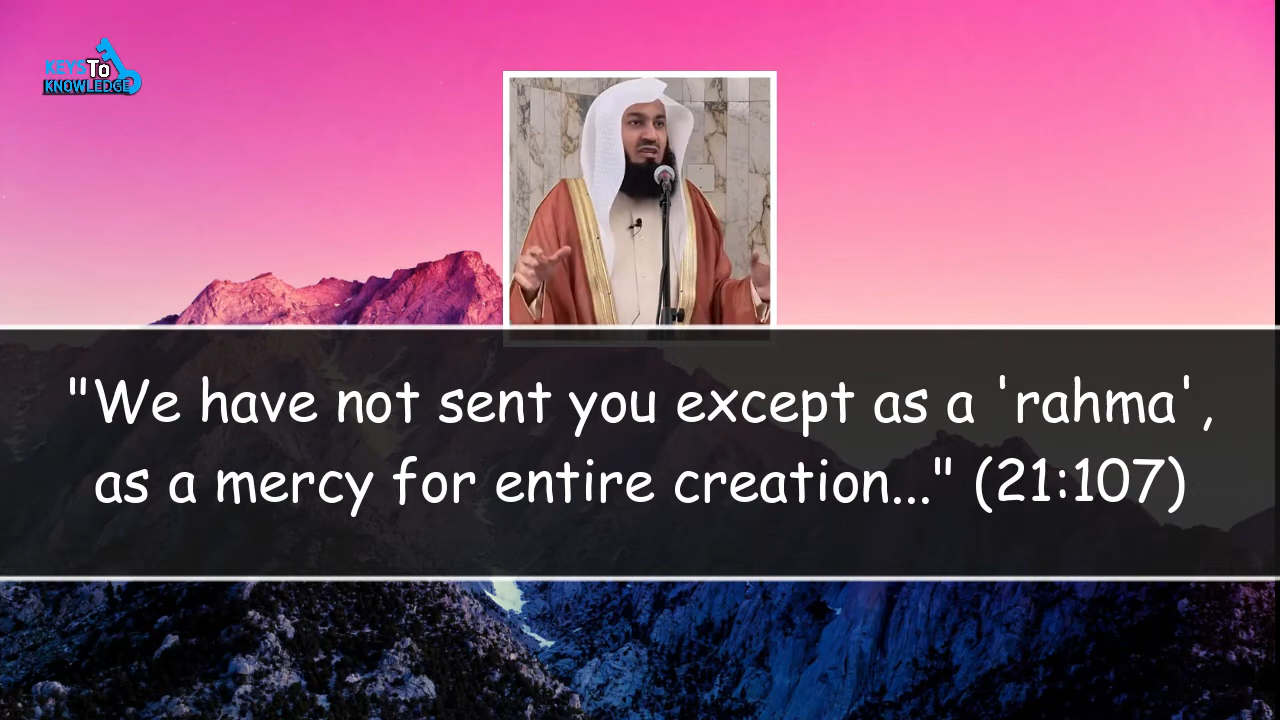 KEYS To
KNOWLEDGE
"We have not sent you except as a 'rahma',
as a mercy for entire creation..." (21:107)